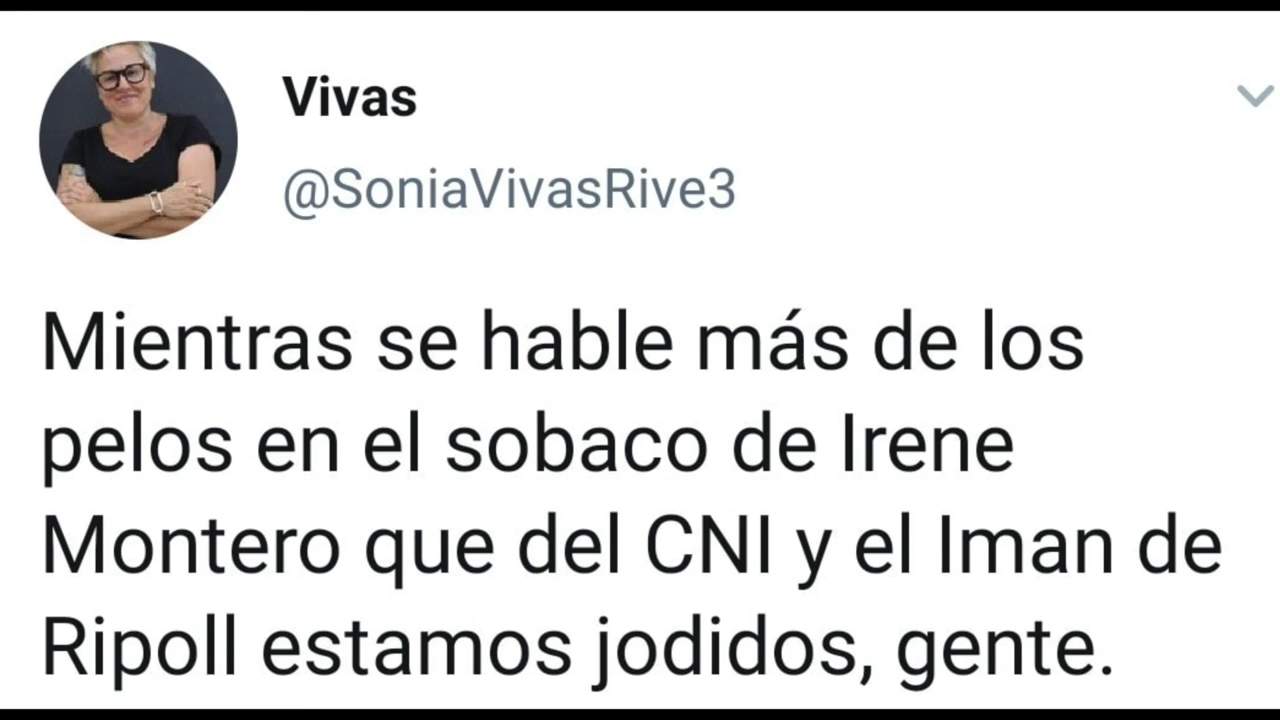 Vivas
@SoniaVivasRive3
Mientras se hable más de los
pelos en el sobaco de Irene
Montero que del CNI y el Iman de
Ripoll estamos jodidos, gente.